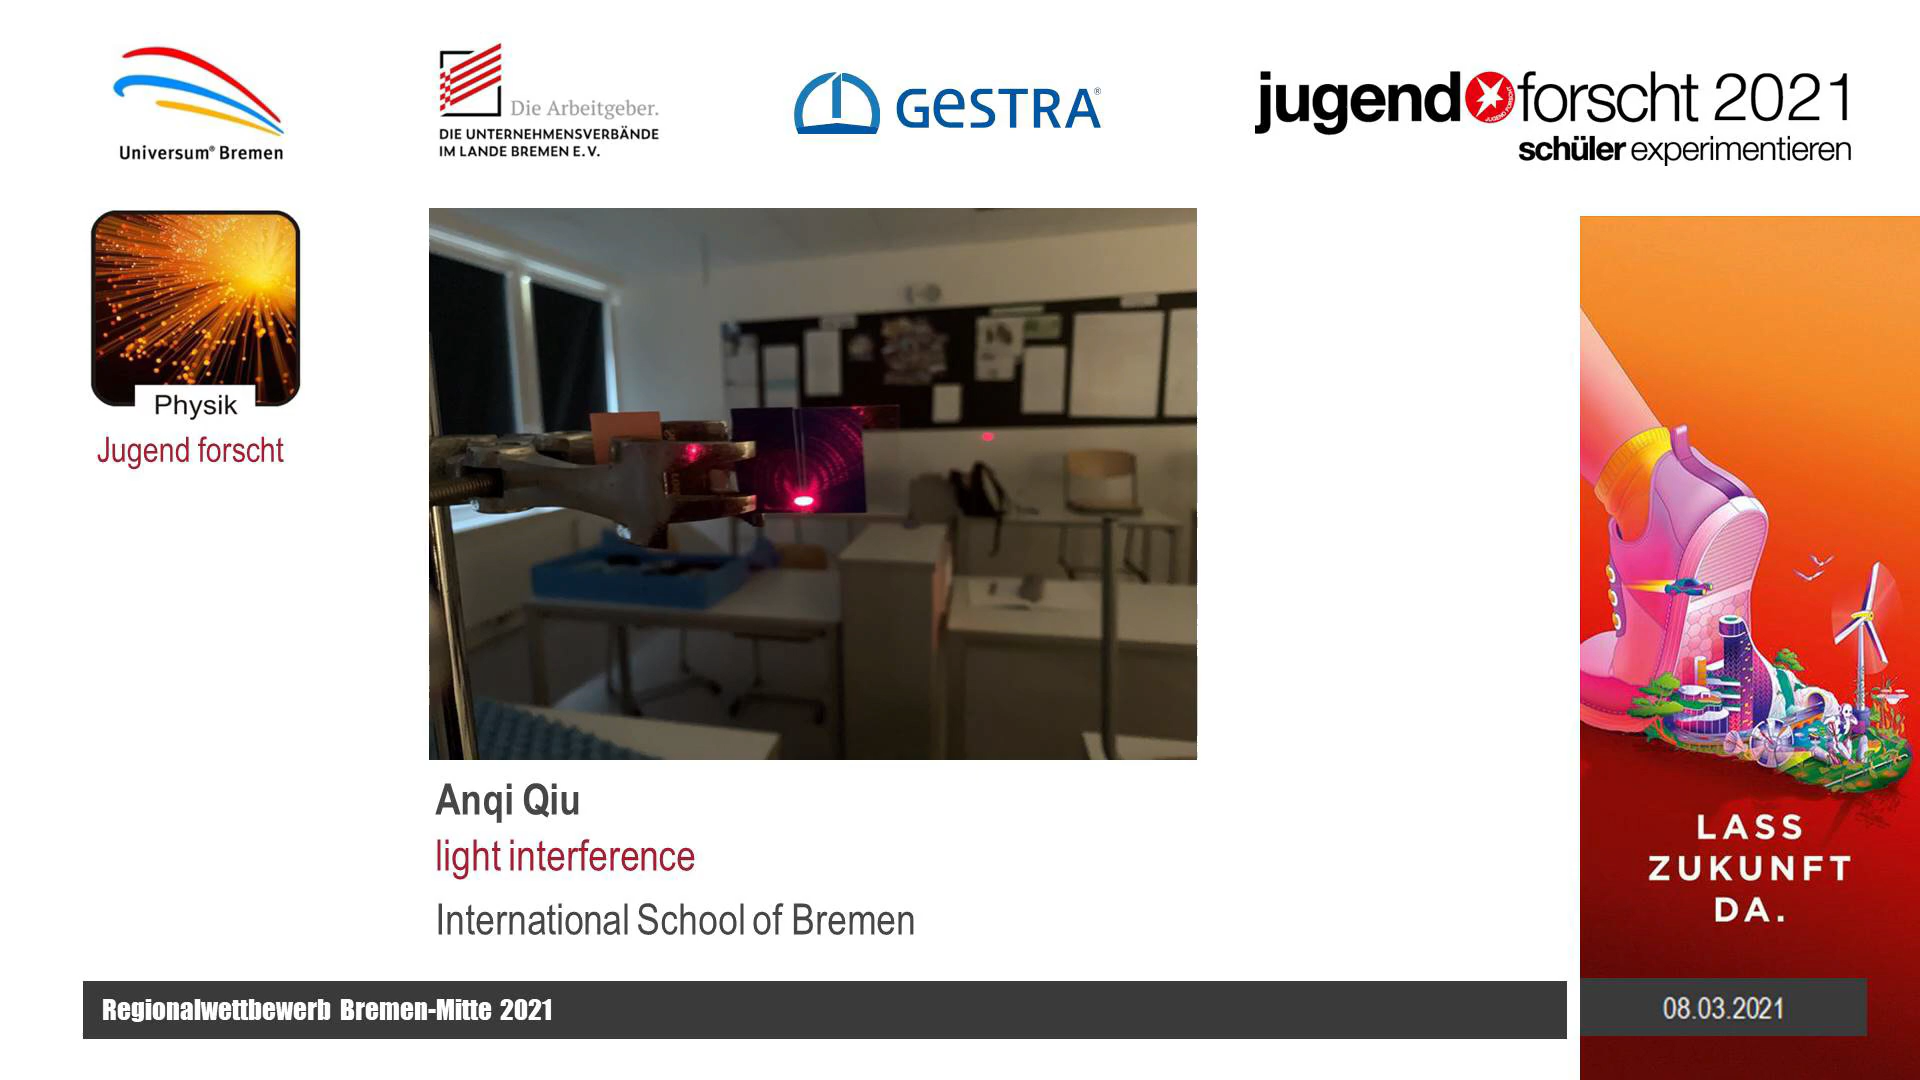 Universum® Bremen
Die Arbeitgeber.
DIE UNTERNEHMENSVERBÄNDE
IM LANDE BREMEN E.V.
GESTRA®
jugend forscht 2021
schüler experimentieren
Physik
Jugend forscht
Anqi Qiu
light interference
International School of Bremen
LASS
ZUKUNFT
DA.
Regionalwettbewerb Bremen-Mitte 2021
08.03.2021